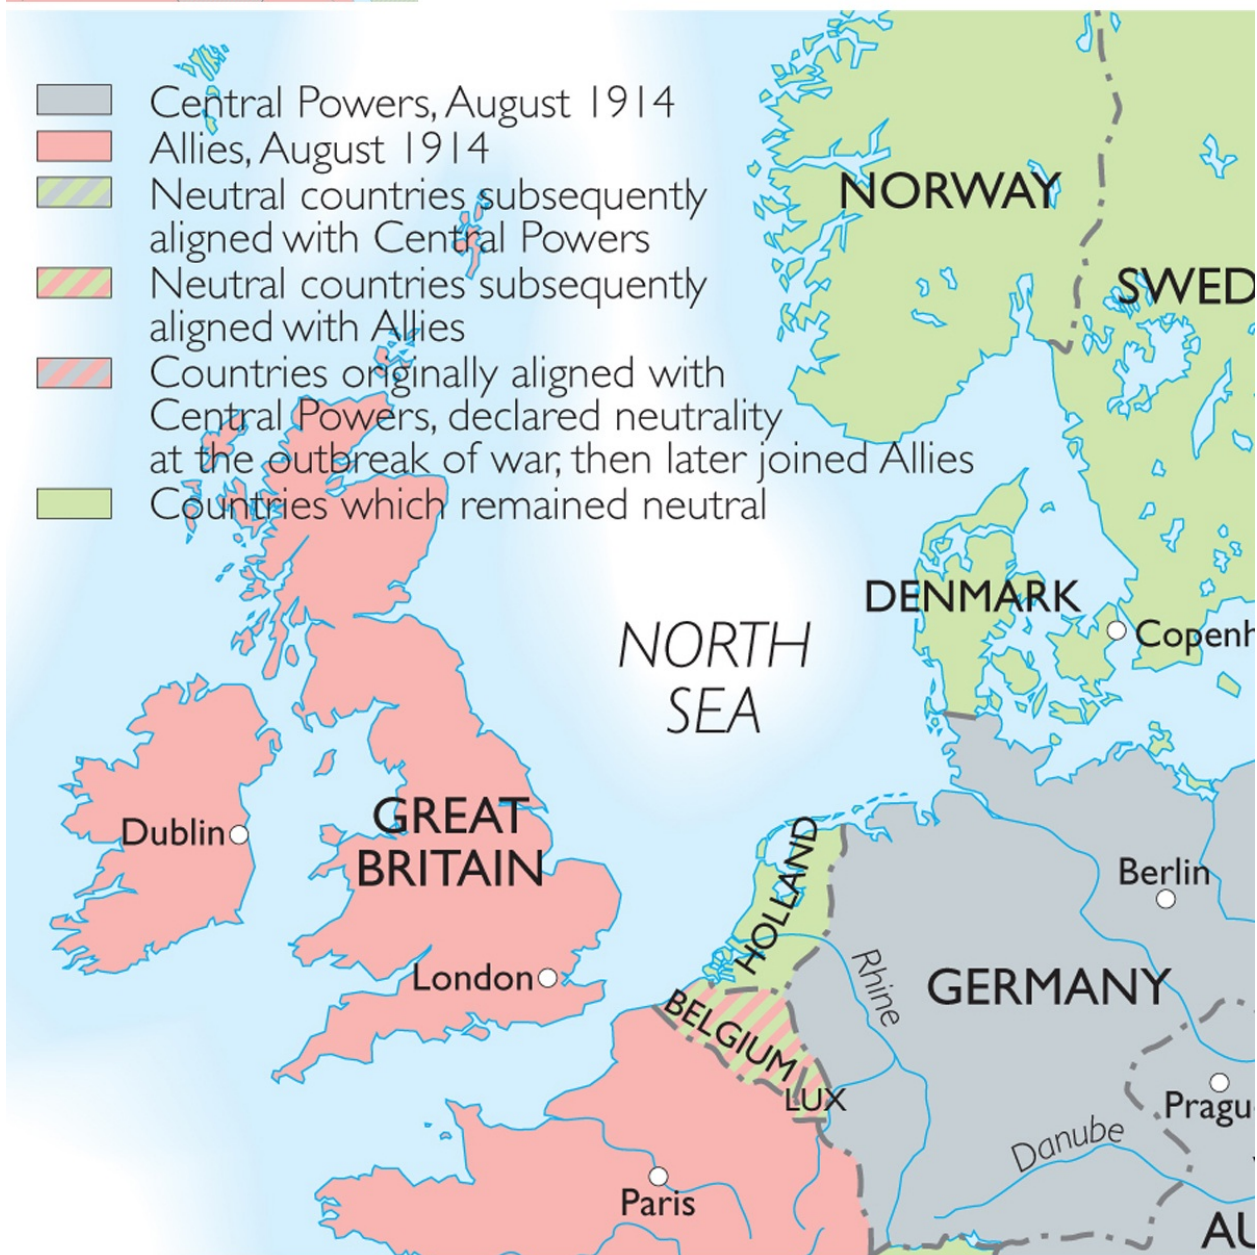 Central Powers, August 1914
Allies, August 1914
Neutral countries subsequently
aligned with Central Powers
Neutral countries subsequently
aligned with Allies
Countries originally aligned with
Central Powers, declared neutrality
at the outbreak of war, then later joined Allies
Countries which remained neutral
NORWAY
SWED
DENMARK
Copenh
NORTH
SEA
GREAT
BRITAIN
Dublin
London
HOLLAND
Berlin
Rhine
GERMANY
BELGIUM
LUX
Pragu
Danube
Paris
AU